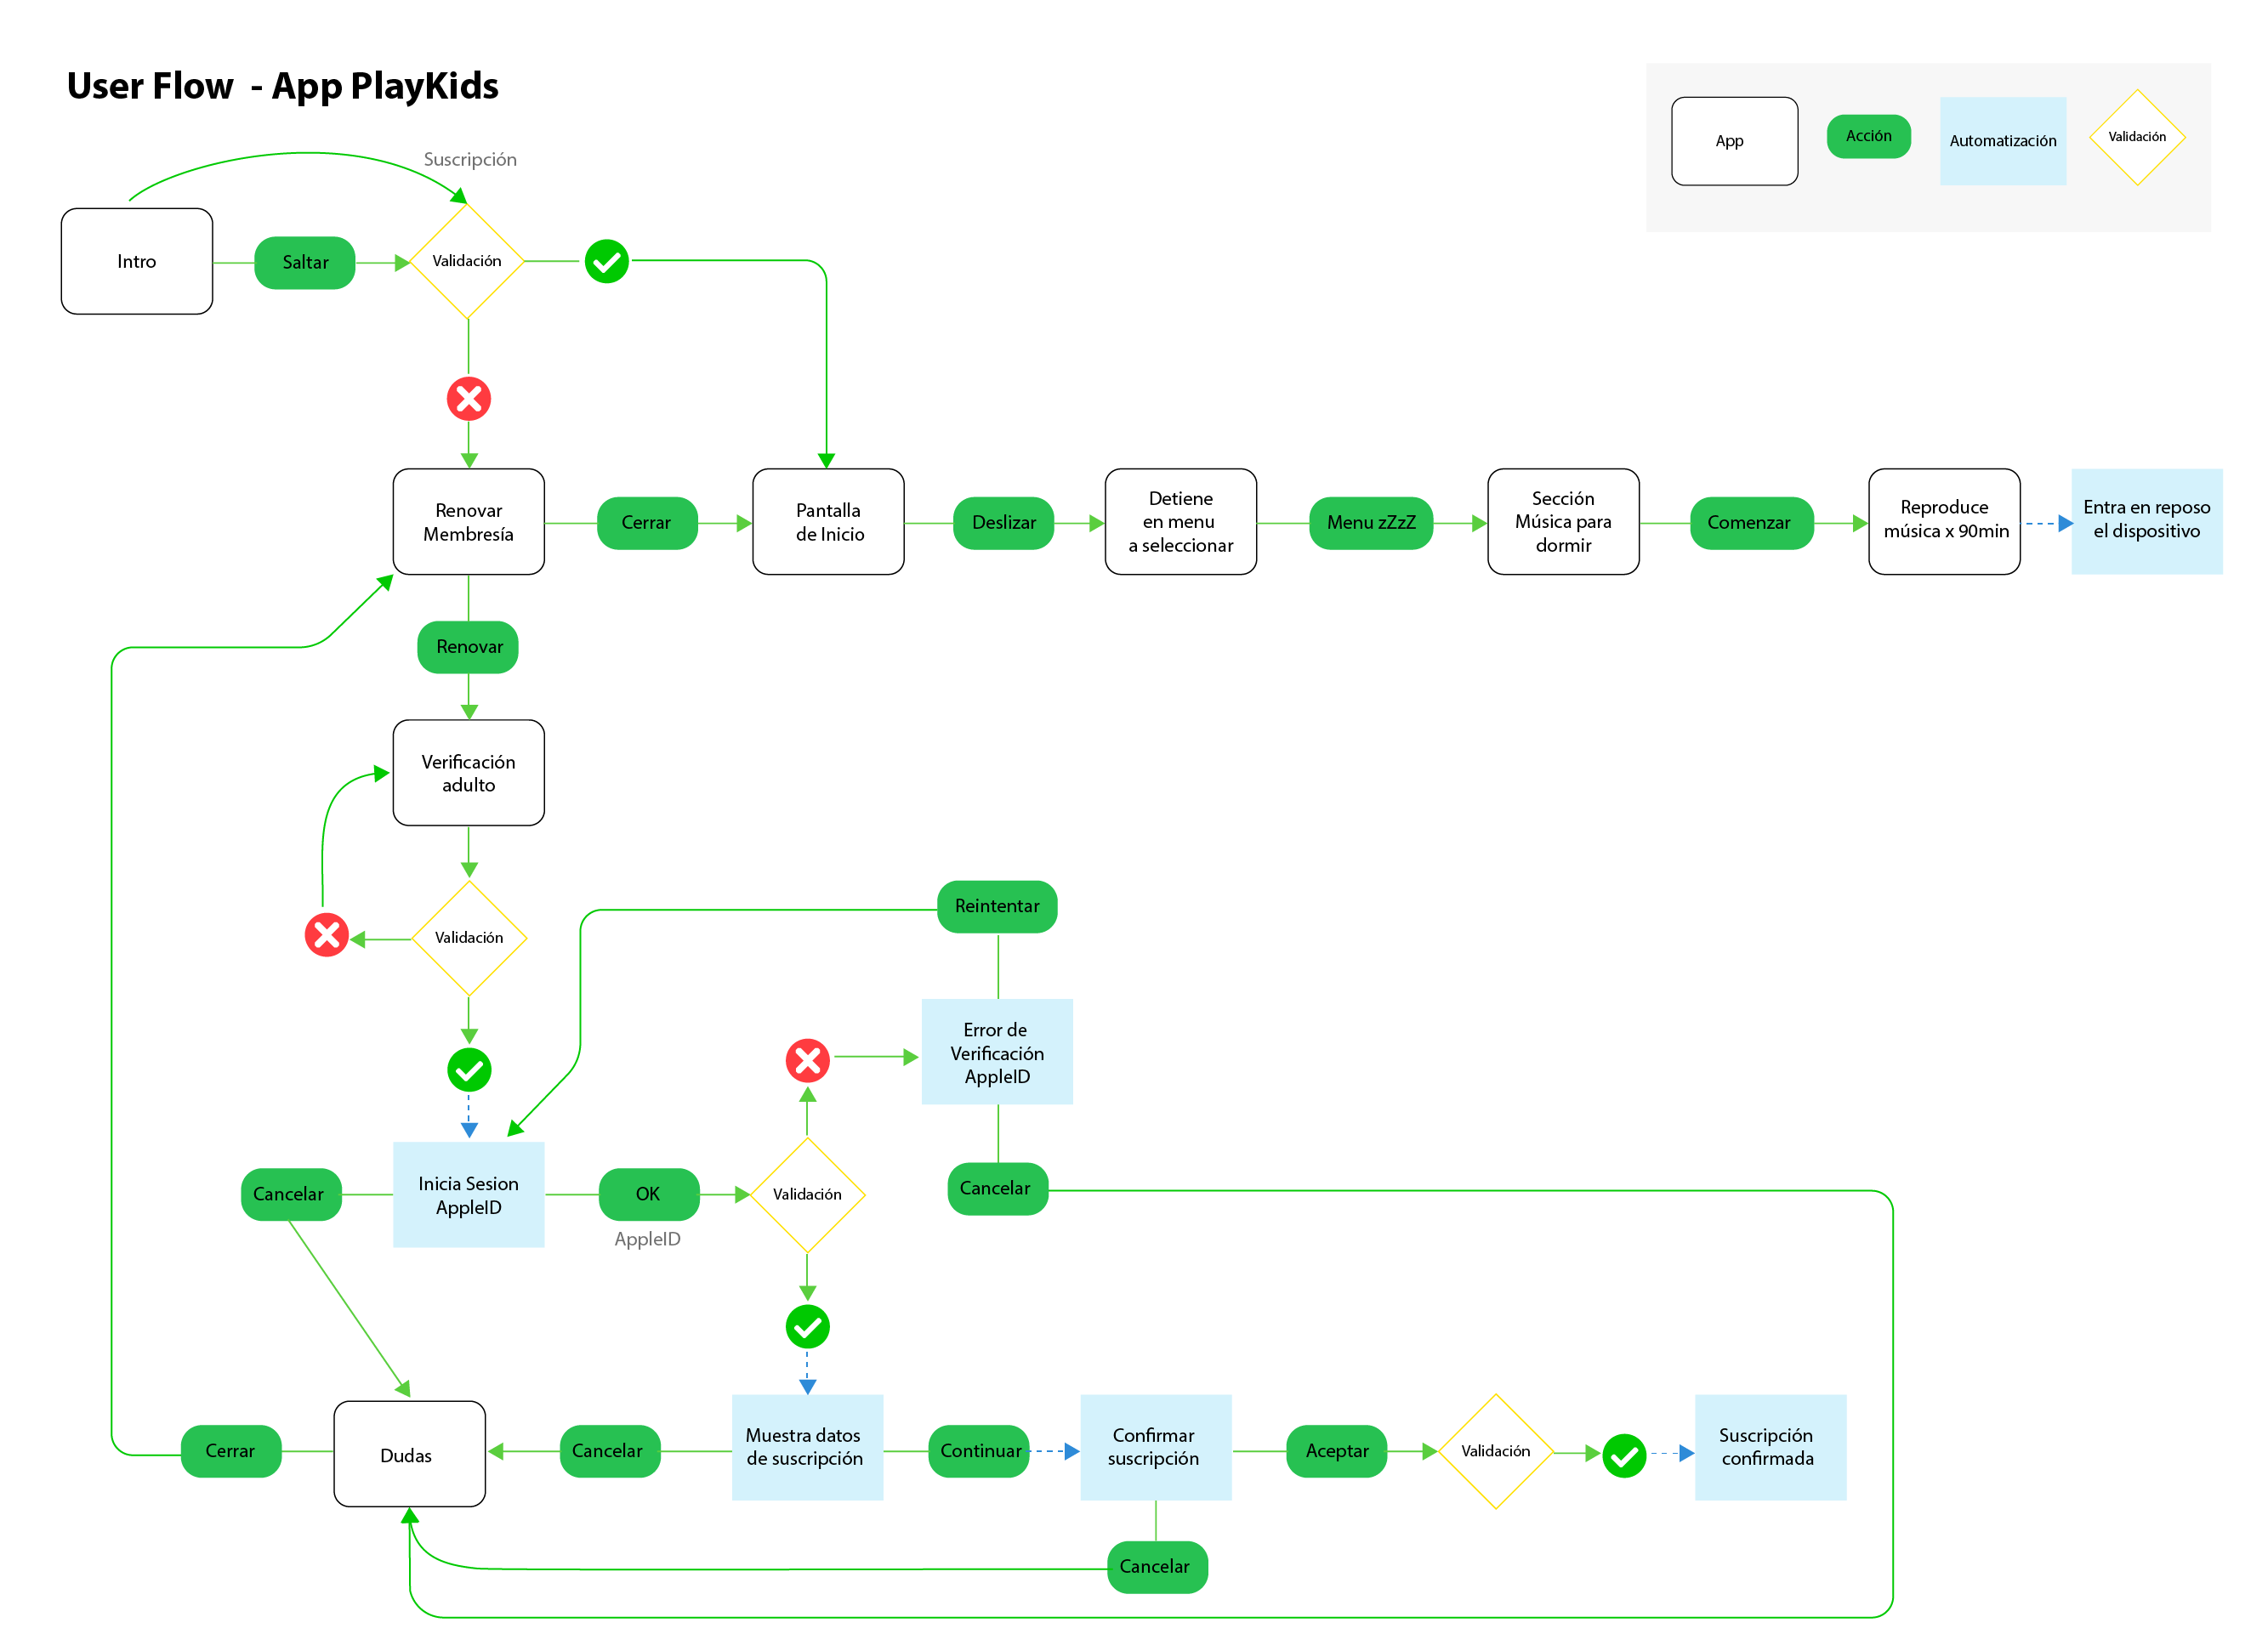 User Flow - App PlayKids
App
Acción
Automatización
Validación
Suscripción
Intro
Saltar
Validación
Renovar
Membresía
Cerrar
Pantalla
de Inicio
Deslizar
Detiene
en menu
a seleccionar
Menu zZzZ
Sección
Música para
dormir
Comenzar
Reproduce
música x 90min
Entra en reposo
el dispositivo
Renovar
Verificación
adulto
Validación
Reintentar
Error de
Verificación
AppleID
Cancelar
Cancelar
Inicia Sesion
AppleID
OK
AppleID
Validación
Cerrar
Dudas
Cancelar
Muestra datos
de suscripción
Continuar
Confirmar
suscripción
Aceptar
Validación
Suscripción
confirmada
Cancelar